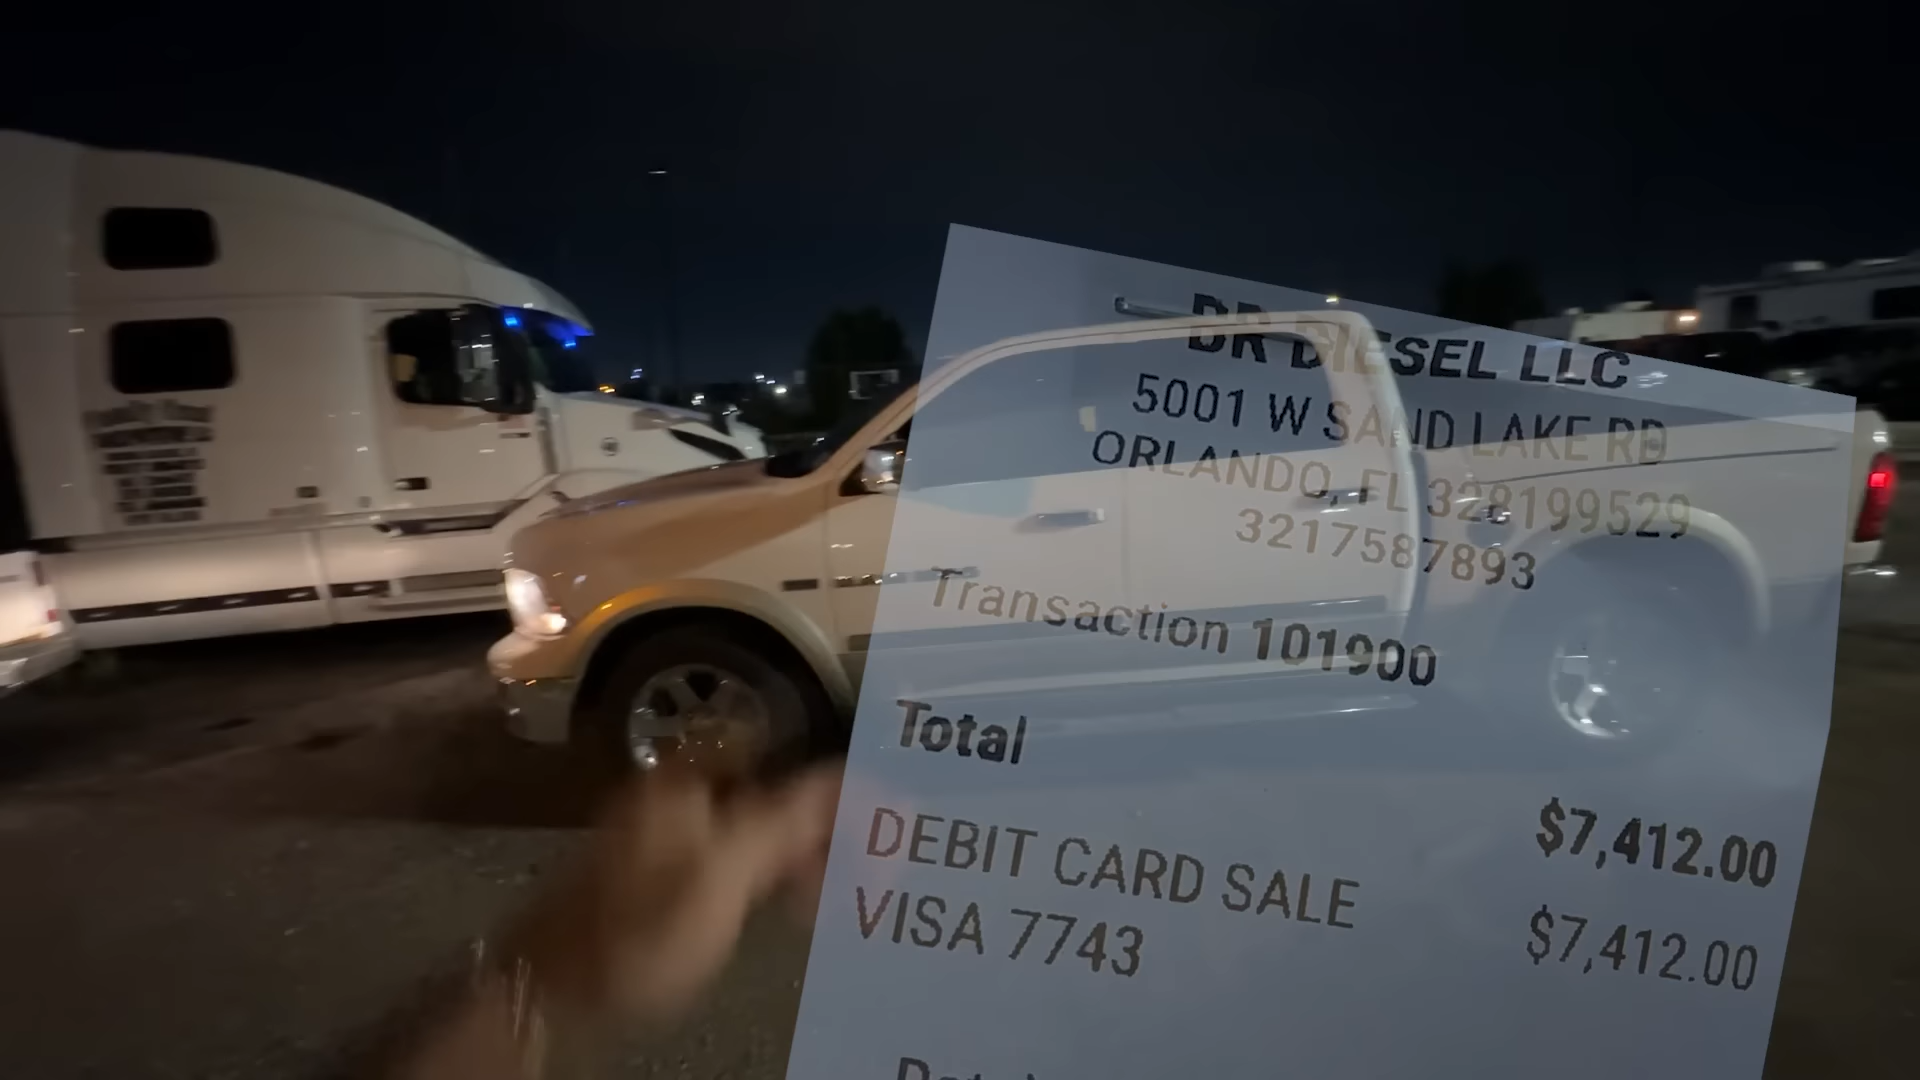 DR DIESEL LLC
5001 W SAND LAKE RD
ORLANDO, FL 328199529
3217587893
Transaction 101900
Total
$7,412.00
DEBIT CARD SALE
$7,412.00
VISA 7743